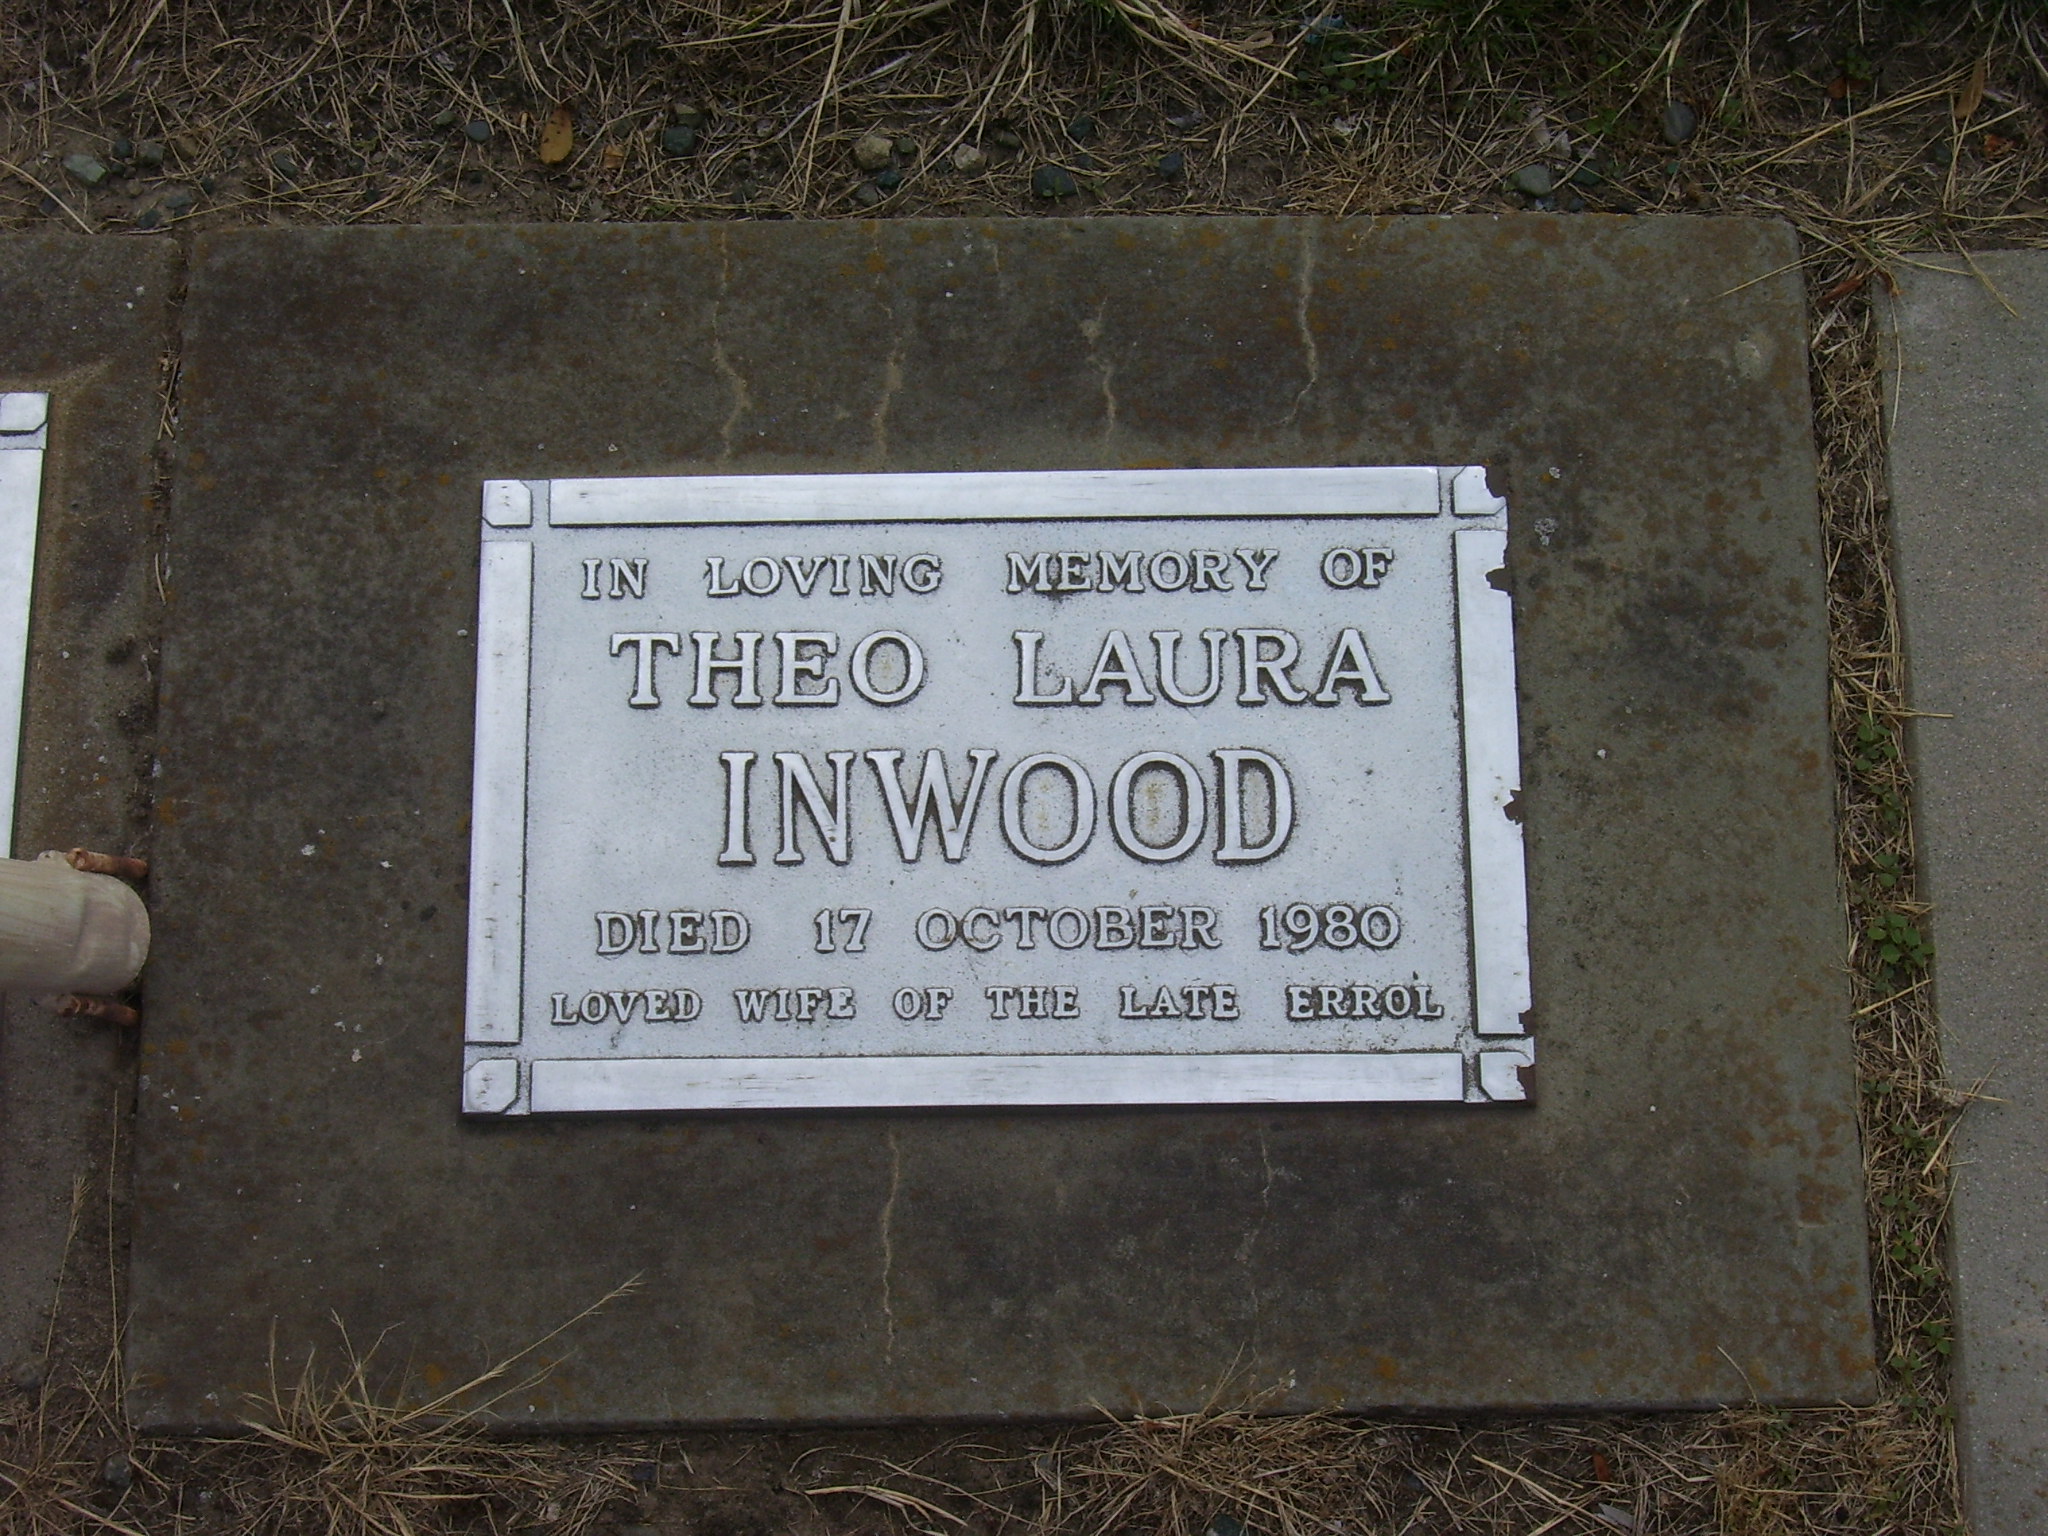 IN LOVING MEMORY OF
THEO LAURA
INWOOD
DIED 17 OCTOBER 1980
LOVED WIFE OF THE LATE ERROL